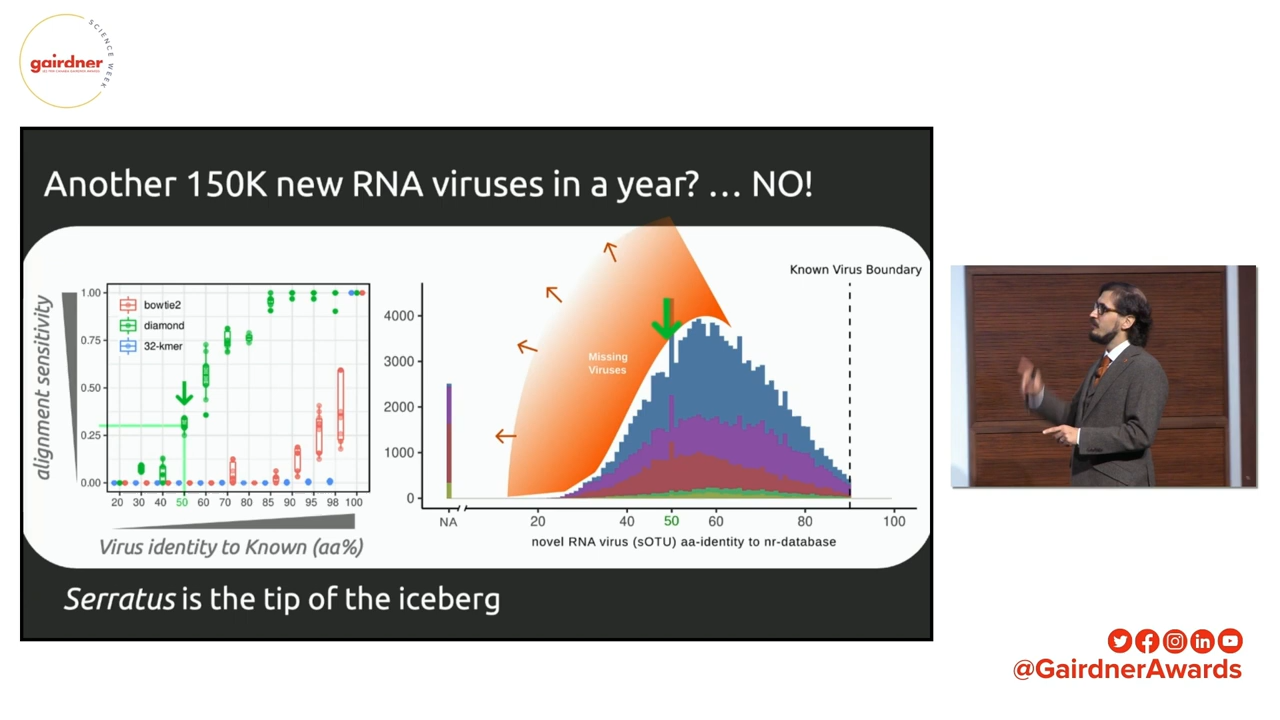 SCIENCE WEEK
gairdner
Another 150K new RNA viruses in a year? ... NO!
alignment sensitivity
1.00
0.75
0.50
0.25
0.00
bowtie2
diamond
32-kmer
20 30 40 50 60 70 80 85 90 95 98 100
Virus identity to Known (aa%)
Known Virus Boundary
4000
3000
2000
1000
0
Missing
Viruses
NA 20 40 50 60 80 100
novel RNA virus (sOTU) aa-identity to nr-database
Serratus is the tip of the iceberg
in
@GairdnerAwards